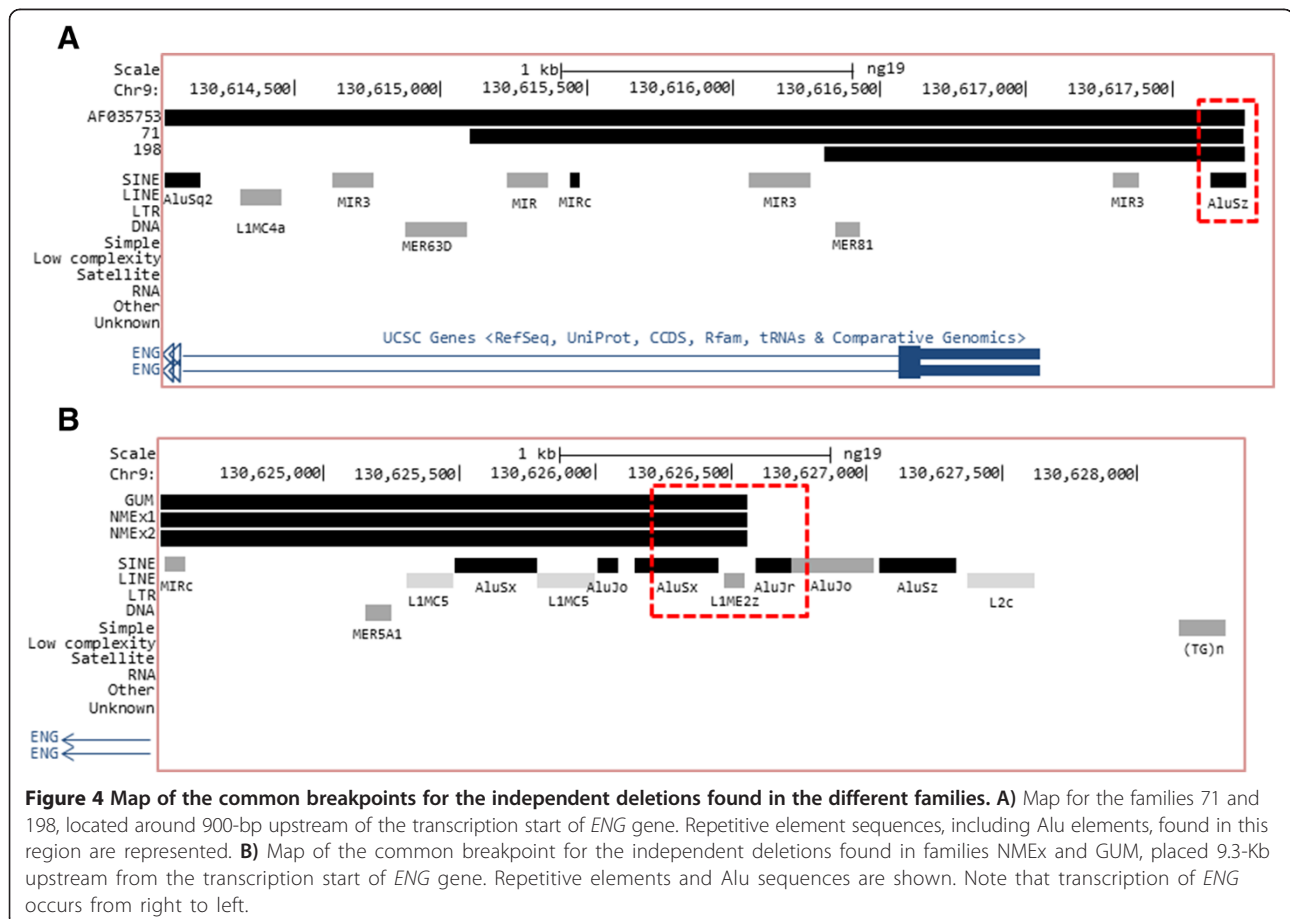 A
Scale 1 kb ng19
Chr9: 130,614,500 130,615,000 130,615,500 130,616,000 130,616,500 130,617,000 130,617,500
AF035753
71
198
SINE
AluSq2 MIR3 MIR MIRc MIR3 MIR3 AluSz
LINE
L1MC4a
LTR
DNA
MER63D MER81
Simple
Low complexity
Satellite
RNA
Other
Unknown
UCSC Genes <RefSeq, UniProt, CCDS, Rfam, tRNAs & Comparative Genomics>
ENG
ENG
B
Scale 1 kb ng19
Chr9: 130,625,000 130,625,500 130,626,000 130,626,500 130,627,000 130,627,500 130,628,000
GUM
NMEx1
NMEx2
SINE
MIRc AluSx AluJo AluSx AluJr AluJo AluSz
LINE
L1MC5 L1MC5 L1ME2z L2c
LTR
DNA
MER5A1
Simple
(TG)n
Low complexity
Satellite
RNA
Other
Unknown
ENG
ENG
Figure 4 Map of the common breakpoints for the independent deletions found in the different families. A) Map for the families 71 and
198, located around 900-bp upstream of the transcription start of ENG gene. Repetitive element sequences, including Alu elements, found in this
region are represented. B) Map of the common breakpoint for the independent deletions found in families NMEx and GUM, placed 9.3-Kb
upstream from the transcription start of ENG gene. Repetitive elements and Alu sequences are shown. Note that transcription of ENG
occurs from right to left.